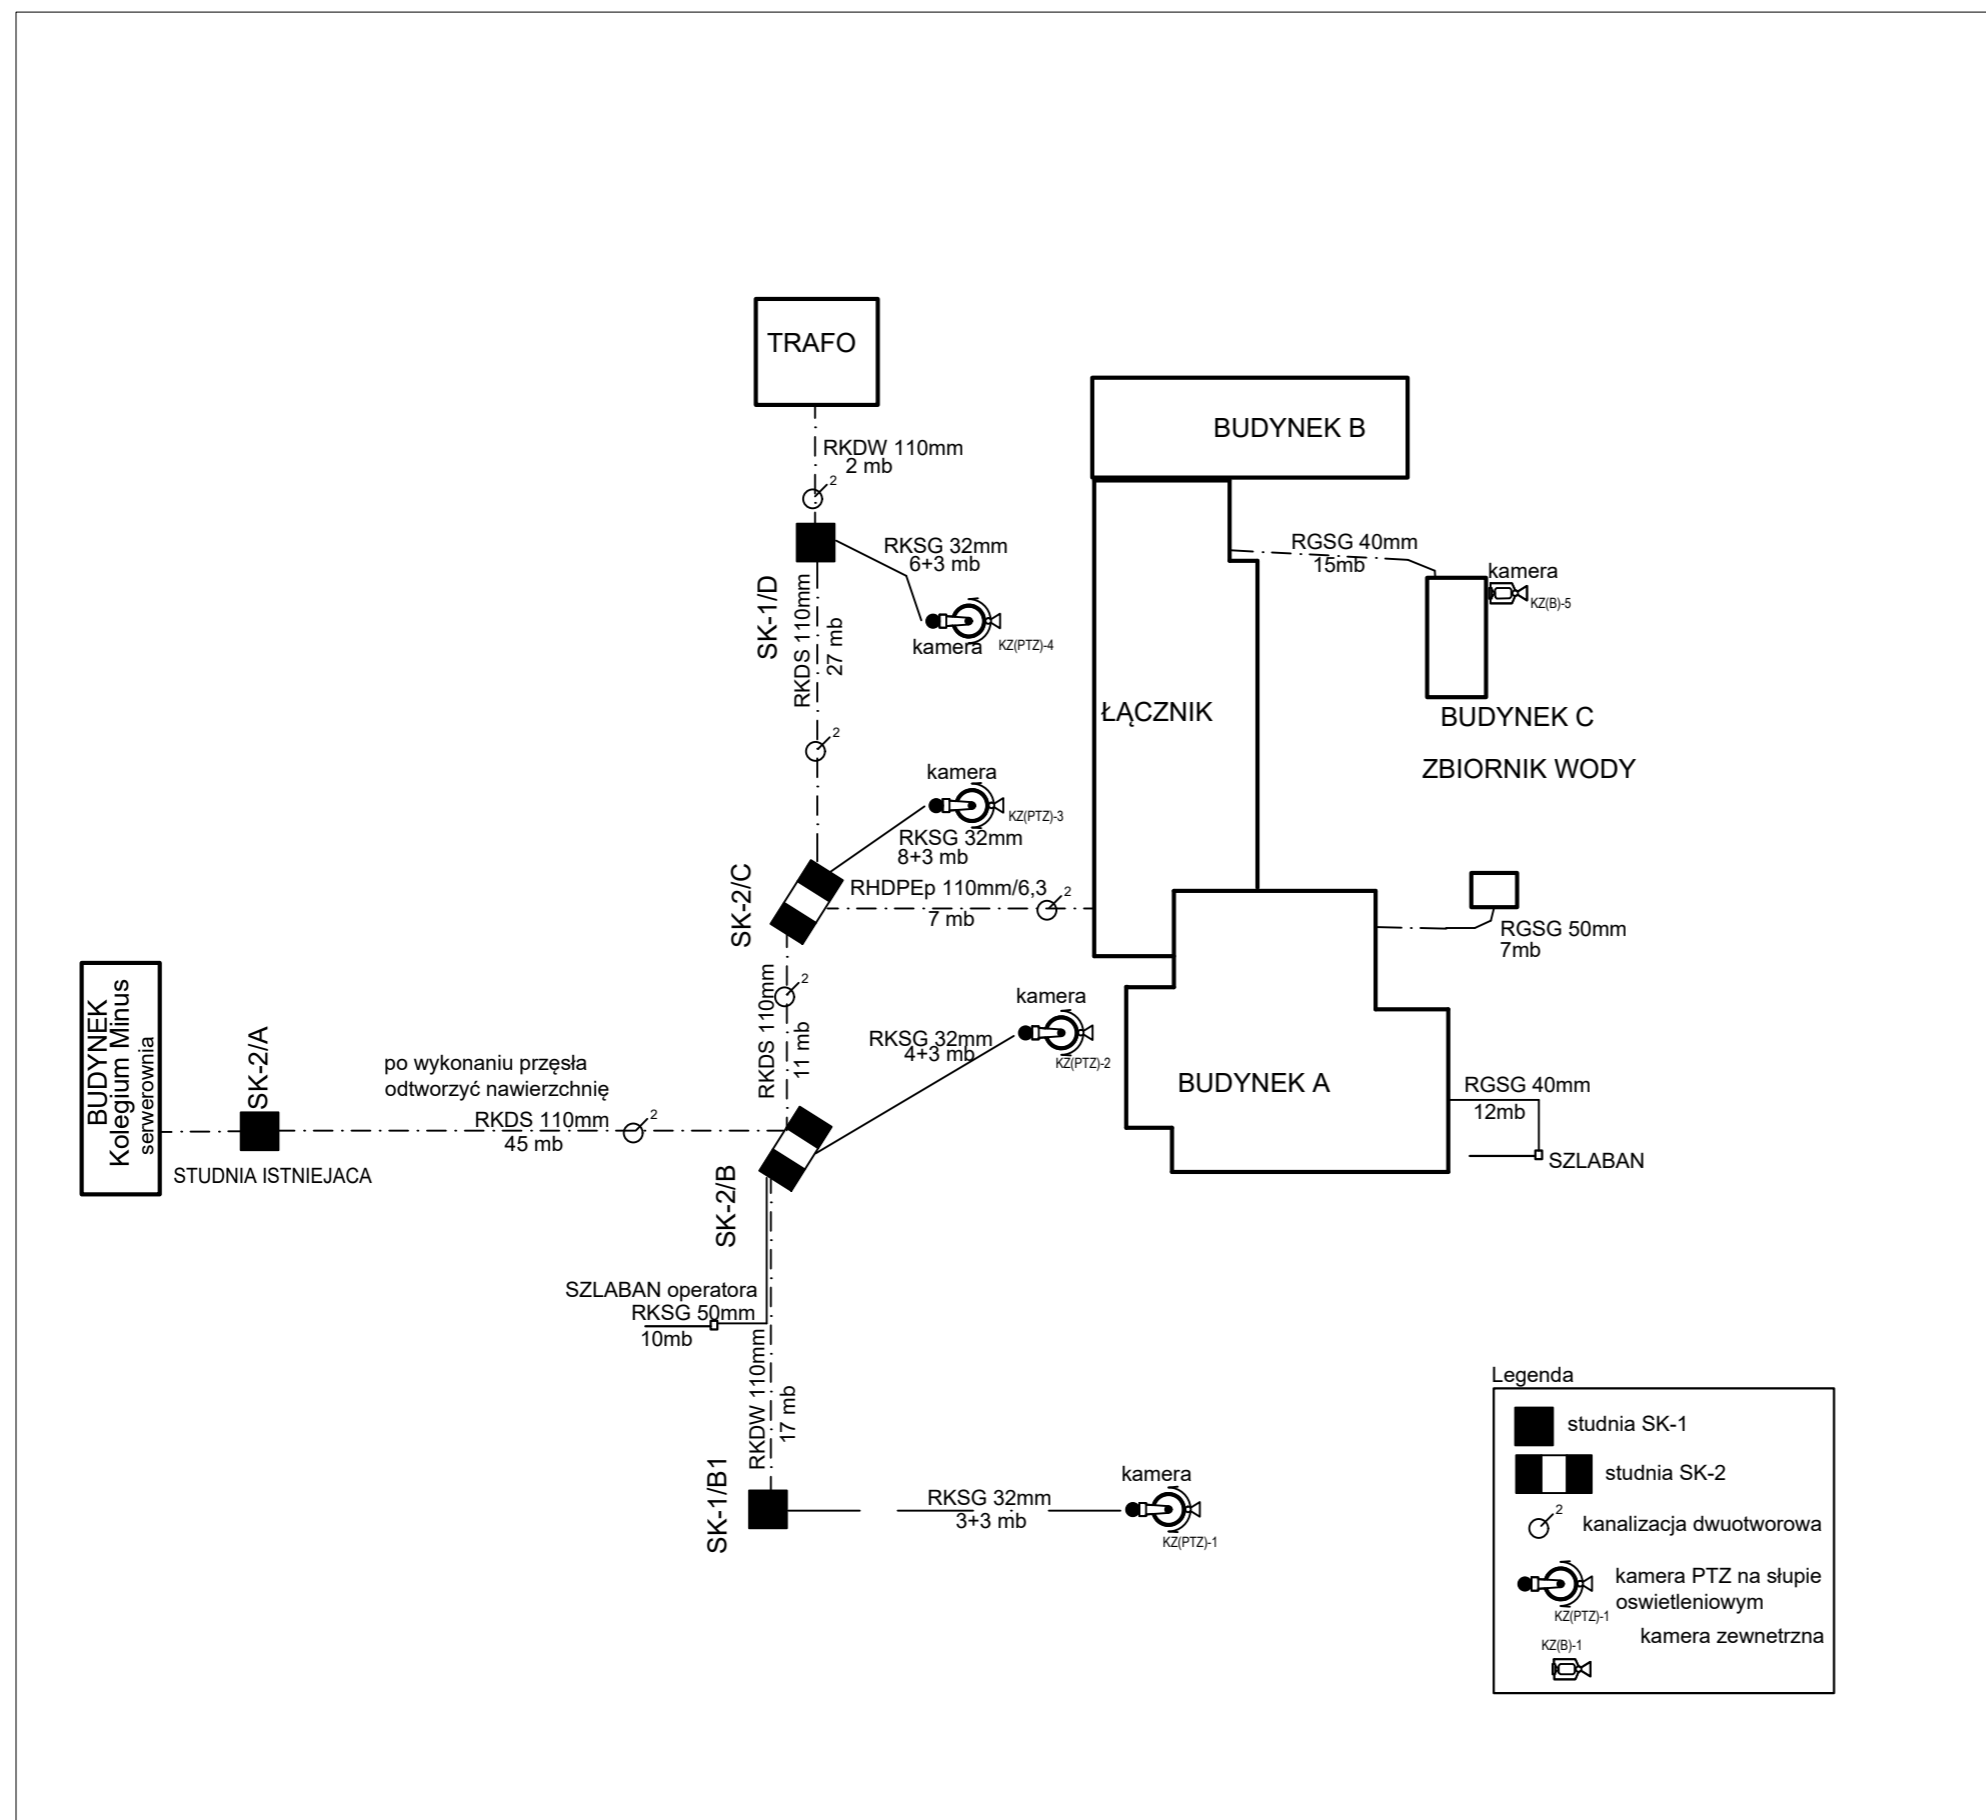 TRAFO
RKDW 110mm
2 mb
2
SK-1/D
RKSG 32mm
6+3 mb
kamera
KZ(PTZ)-4
RKDS 110mm
27 mb
2
BUDYNEK B
ŁĄCZNIK
RGSG 40mm
15mb
kamera
KZ(B)-5
BUDYNEK C
ZBIORNIK WODY
kamera
KZ(PTZ)-3
RKSG 32mm
8+3 mb
SK-2/C
RHDPEp 110mm/6,3
7 mb
2
RGSG 50mm
7mb
RKDS 110mm
11 mb
2
kamera
RKSG 32mm
4+3 mb
KZ(PTZ)-2
BUDYNEK A
RGSG 40mm
12mb
SZLABAN
BUDYNEK
Kolegium Minus
serwerownia
SK-2/A
STUDNIA ISTNIEJACA
po wykonaniu przęsła
odtworzyć nawierzchnię
RKDS 110mm
45 mb
2
SK-2/B
SZLABAN operatora
RKSG 50mm
10mb
RKDW 110mm
17 mb
SK-1/B1
RKSG 32mm
3+3 mb
kamera
KZ(PTZ)-1
Legenda
studnia SK-1
studnia SK-2
2
kanalizacja dwuotworowa
kamera PTZ na słupie
oswietleniowym
KZ(PTZ)-1
kamera zewnetrzna
KZ(B)-1